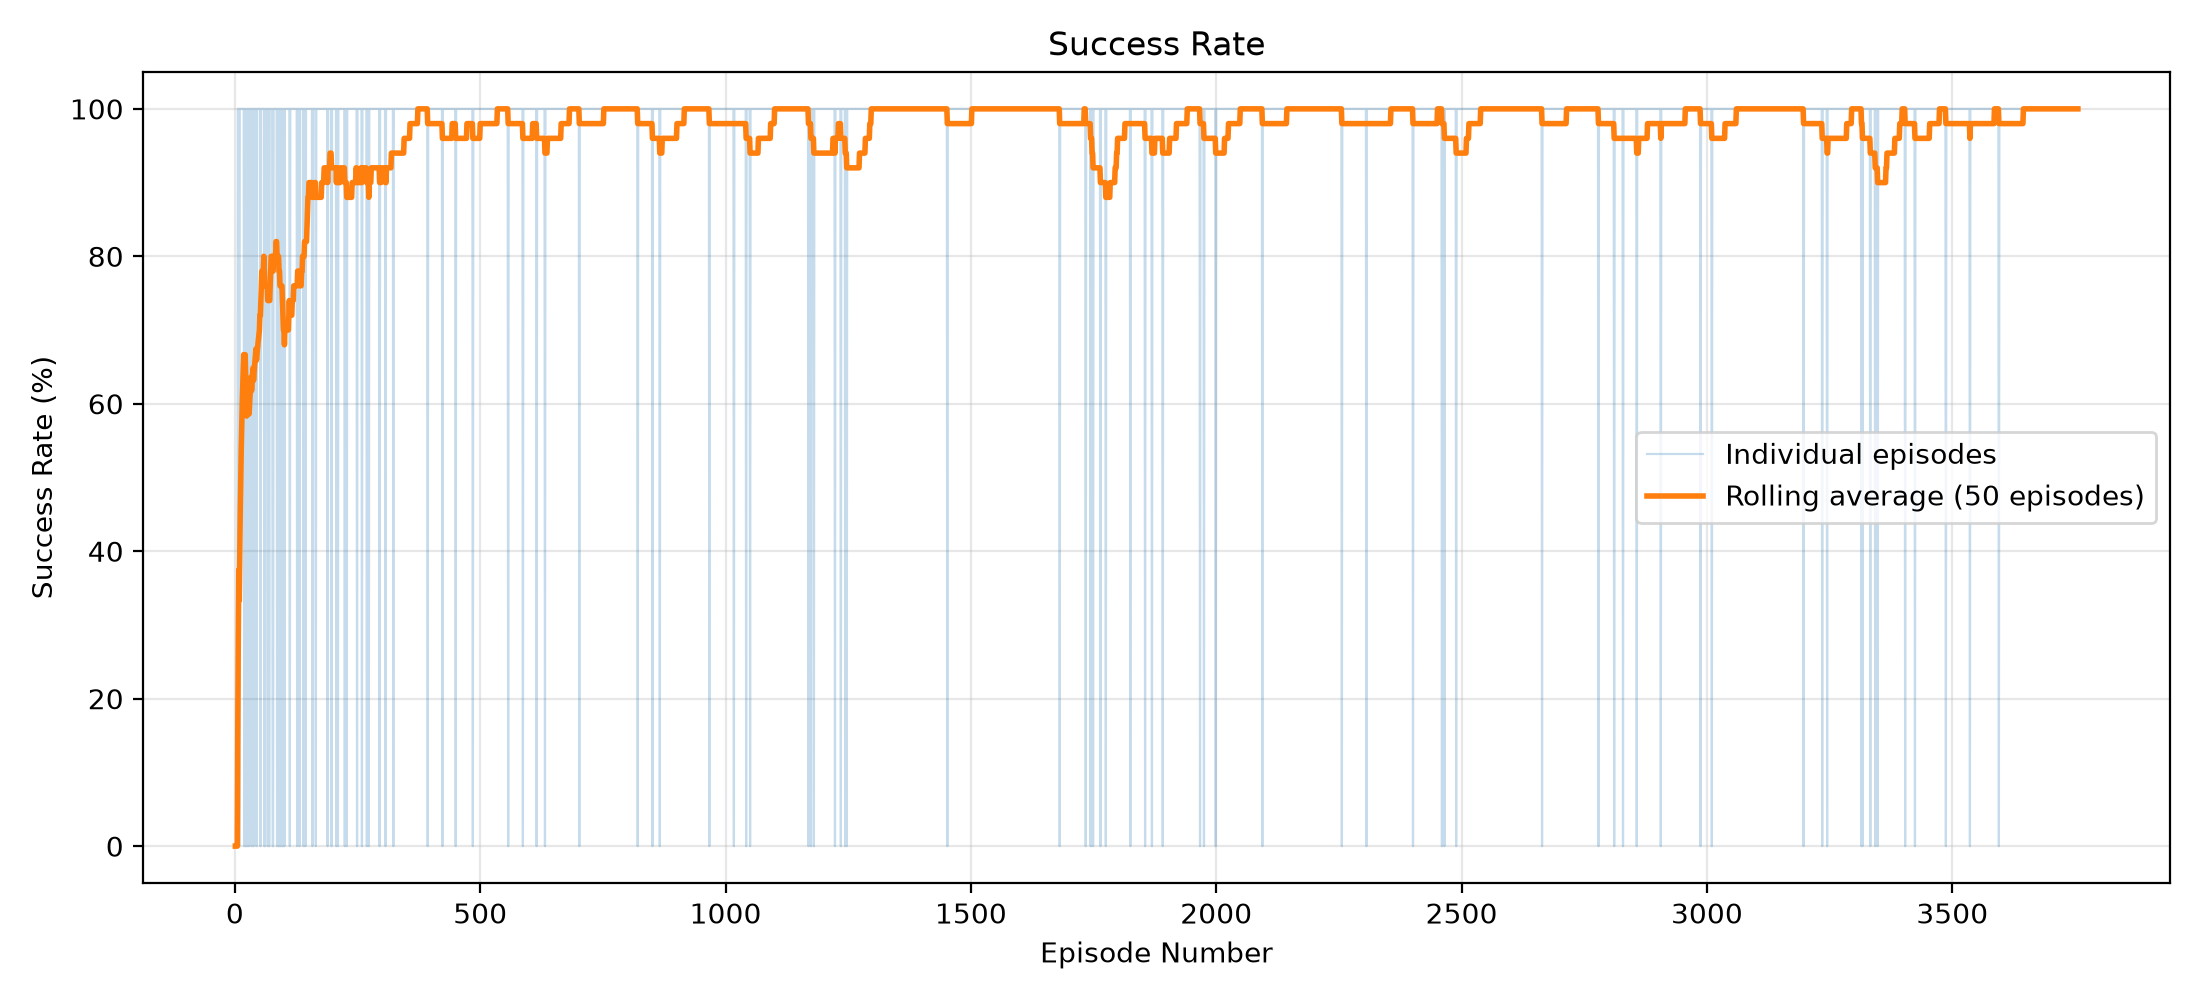 Success Rate
100
80
60
40
20
0
Success Rate (%)
Individual episodes
Rolling average (50 episodes)
0 500 1000 1500 2000 2500 3000 3500
Episode Number